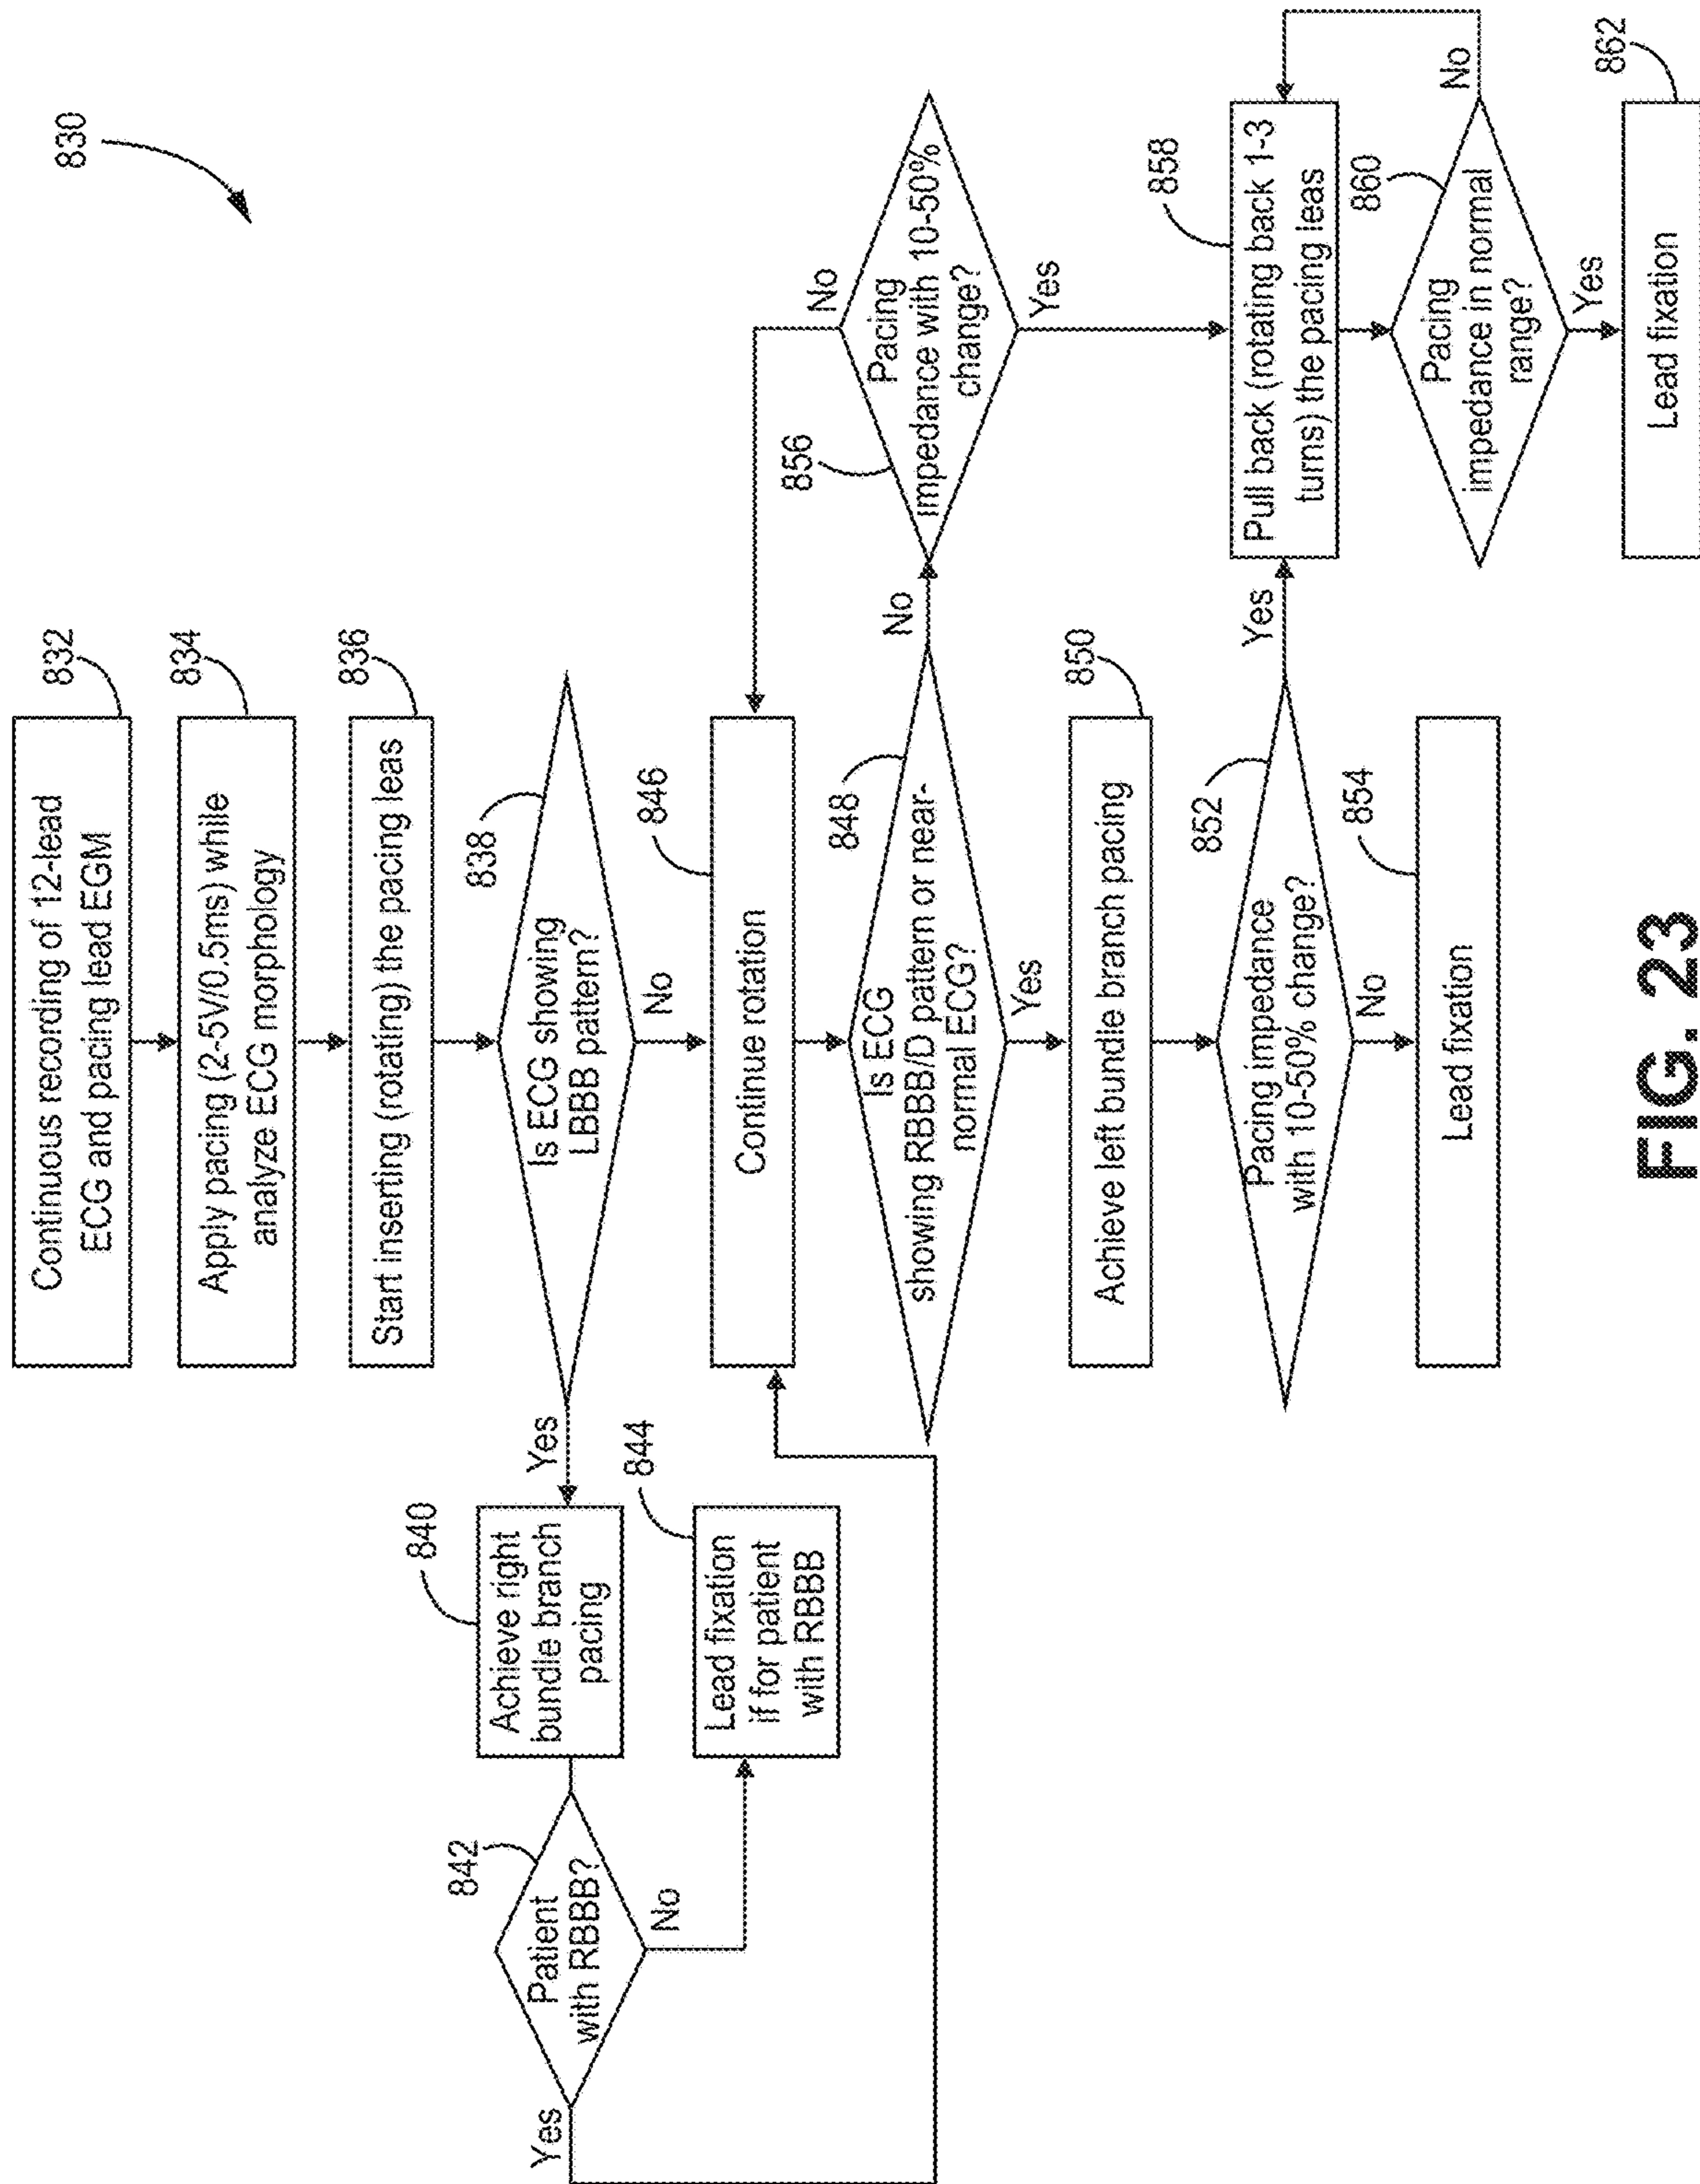 830
Continuous recording of 12-lead
ECG and pacing lead EGM
832
Apply pacing (2-5V/0.5ms) while
analyze ECG morphology
834
Start inserting (rotating) the pacing leas
836
Is ECG showing
LBBB pattern?
838
Yes
No
Achieve right
bundle branch
pacing
840
Patient
with RBBB?
842
Yes
No
Lead fixation
if for patient
with RBBB
844
Continue rotation
846
Is ECG
showing RBBB/D pattern or near-
normal ECG?
848
No
Yes
Pacing
impedance with 10-50%
change?
856
No
Yes
Achieve left bundle branch pacing
850
Pacing impedance
with 10-50% change?
852
Yes
No
Lead fixation
854
Pull back (rotating back 1-3
turns) the pacing leas
858
Pacing
impedance in normal
range?
860
No
Yes
Lead fixation
862
FIG. 23